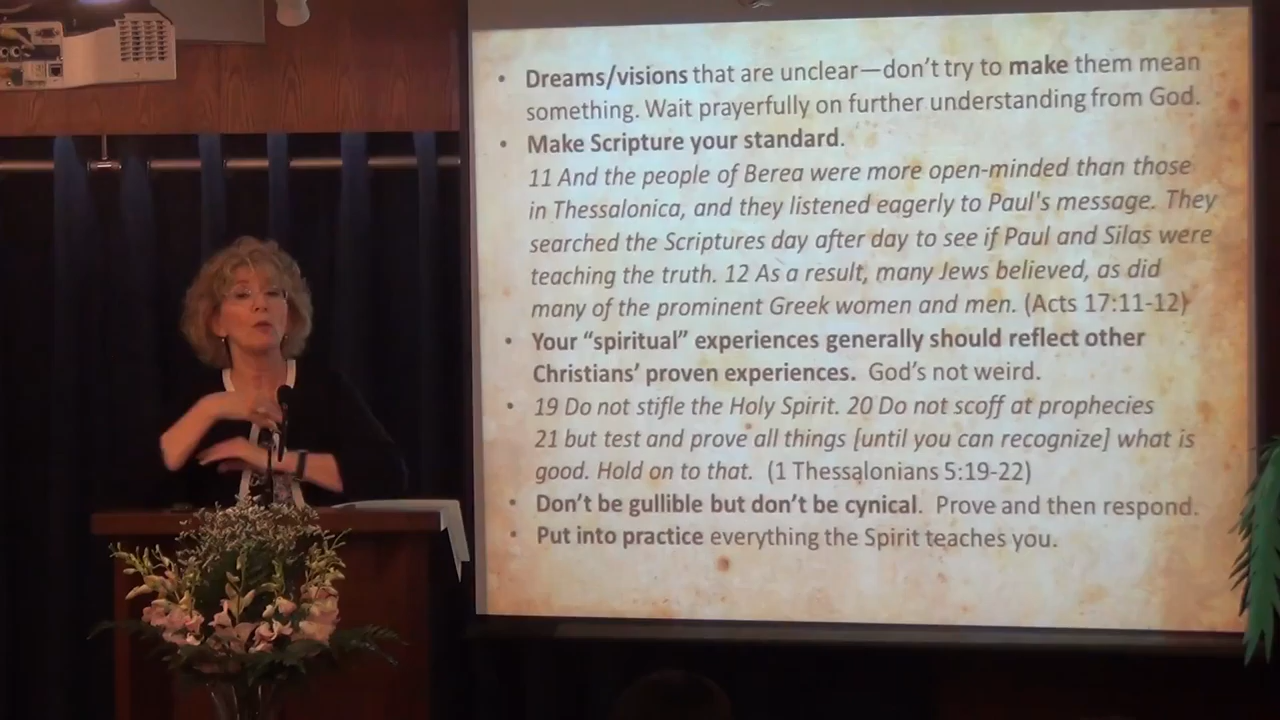 • Dreams/visions that are unclear—don't try to make them mean
something. Wait prayerfully on further understanding from God.
• Make Scripture your standard.
11 And the people of Berea were more open-minded than those
in Thessalonica, and they listened eagerly to Paul's message. They
searched the Scriptures day after day to see if Paul and Silas were
teaching the truth. 12 As a result, many Jews believed, as did
many of the prominent Greek women and men. (Acts 17:11-12)
• Your “spiritual” experiences generally should reflect other
Christians' proven experiences. God's not weird.
• 19 Do not stifle the Holy Spirit. 20 Do not scoff at prophecies
21 but test and prove all things [until you can recognize] what is
good. Hold on to that. (1 Thessalonians 5:19-22)
• Don't be gullible but don't be cynical. Prove and then respond.
• Put into practice everything the Spirit teaches you.